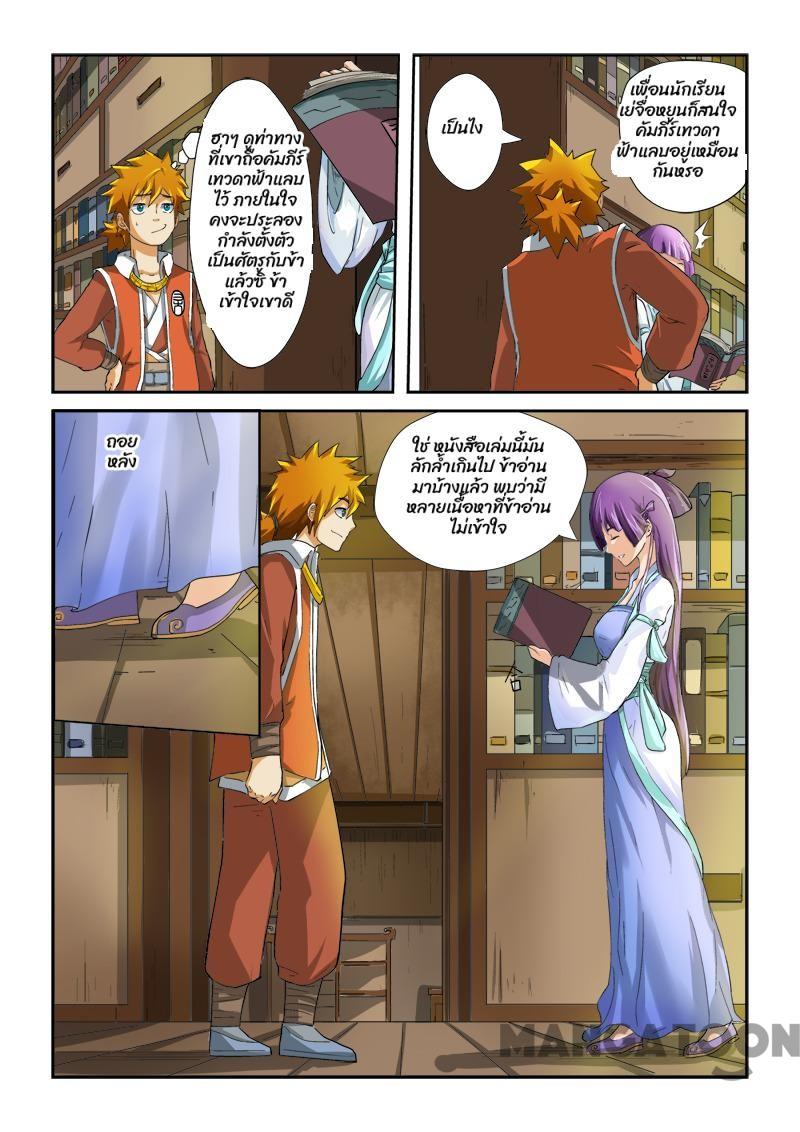 เพื่อนนักเรียน
เย่จื่อหยุนก็สนใจ
คัมภีร์เทวดา
ฟ้าแลบอยู่เหมือน
กันหรอ
เป็นไง
ฮาๆ ดูท่าทาง
ที่เขาถือคัมภีร์
เทวดาฟ้าแลบ
ไว้ ภายในใจ
คงจะประลอง
กำลังตั้งตัว
เป็นศัตรูกับข้า
แล้วซิ ข้า
เข้าใจเขาดี
ใช่ หนังสือเล่มนี้มัน
ลึกล้ำเกินไป ข้าอ่าน
มาบ้างแล้ว พบว่ามี
หลายเนื้อหาที่ข้าอ่าน
ไม่เข้าใจ
ถอย
หลัง
MANGATOON